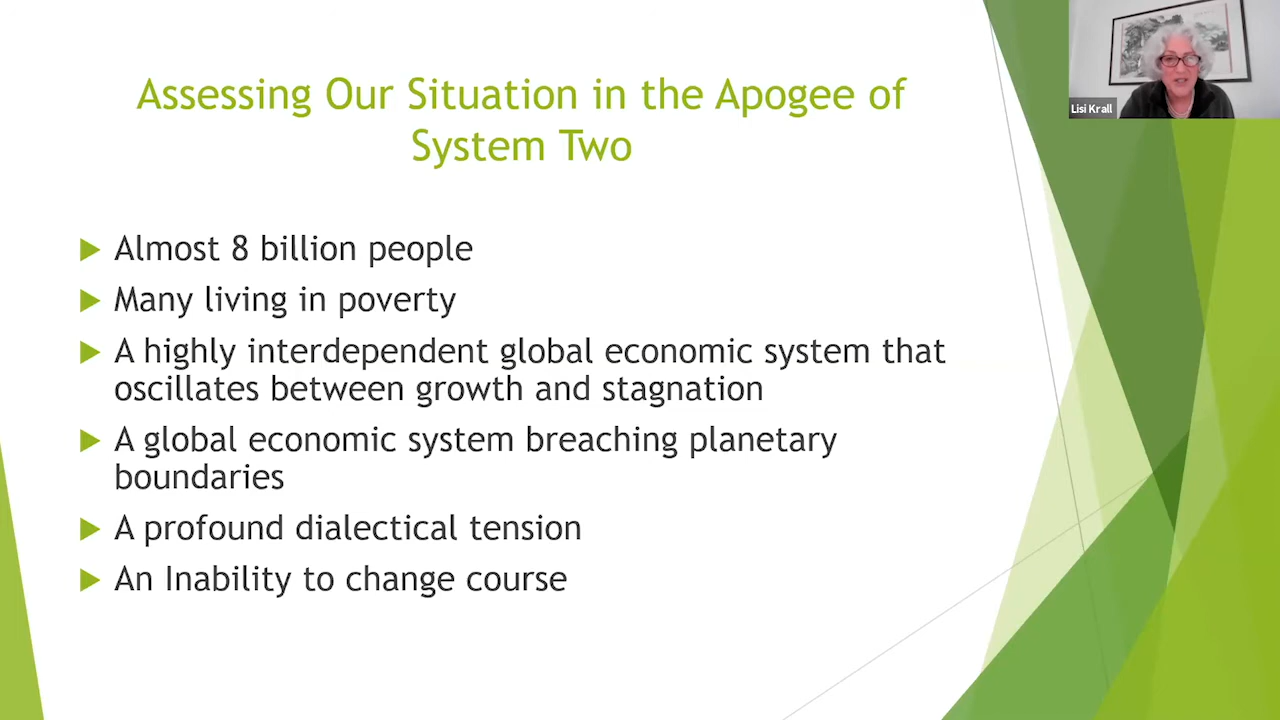 Assessing Our Situation in the Apogee of
System Two
Lisi Krall
Almost 8 billion people
Many living in poverty
A highly interdependent global economic system that
oscillates between growth and stagnation
A global economic system breaching planetary
boundaries
A profound dialectical tension
An Inability to change course